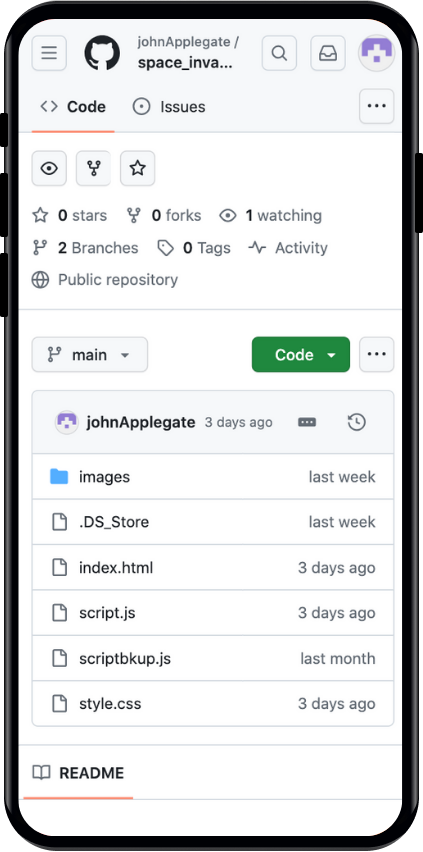 johnApplegate /
space_inva...
Code
Issues
0 stars
0 forks
1 watching
2 Branches
0 Tags
Activity
Public repository
main
Code
johnApplegate 3 days ago
images last week
.DS_Store last week
index.html 3 days ago
script.js 3 days ago
scriptbkup.js last month
style.css 3 days ago
README